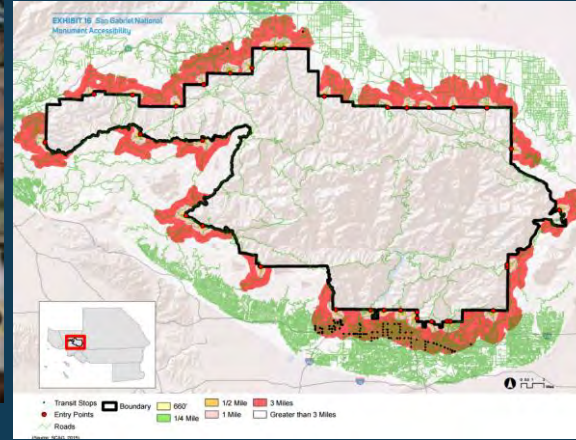 EXHIBIT 16 San Gabriel National
Monument Accessibility
Transit Stops
Entry Points
Roads
Boundary
660'
1/4 Mile
1/2 Mile
1 Mile
3 Miles
Greater than 3 Miles